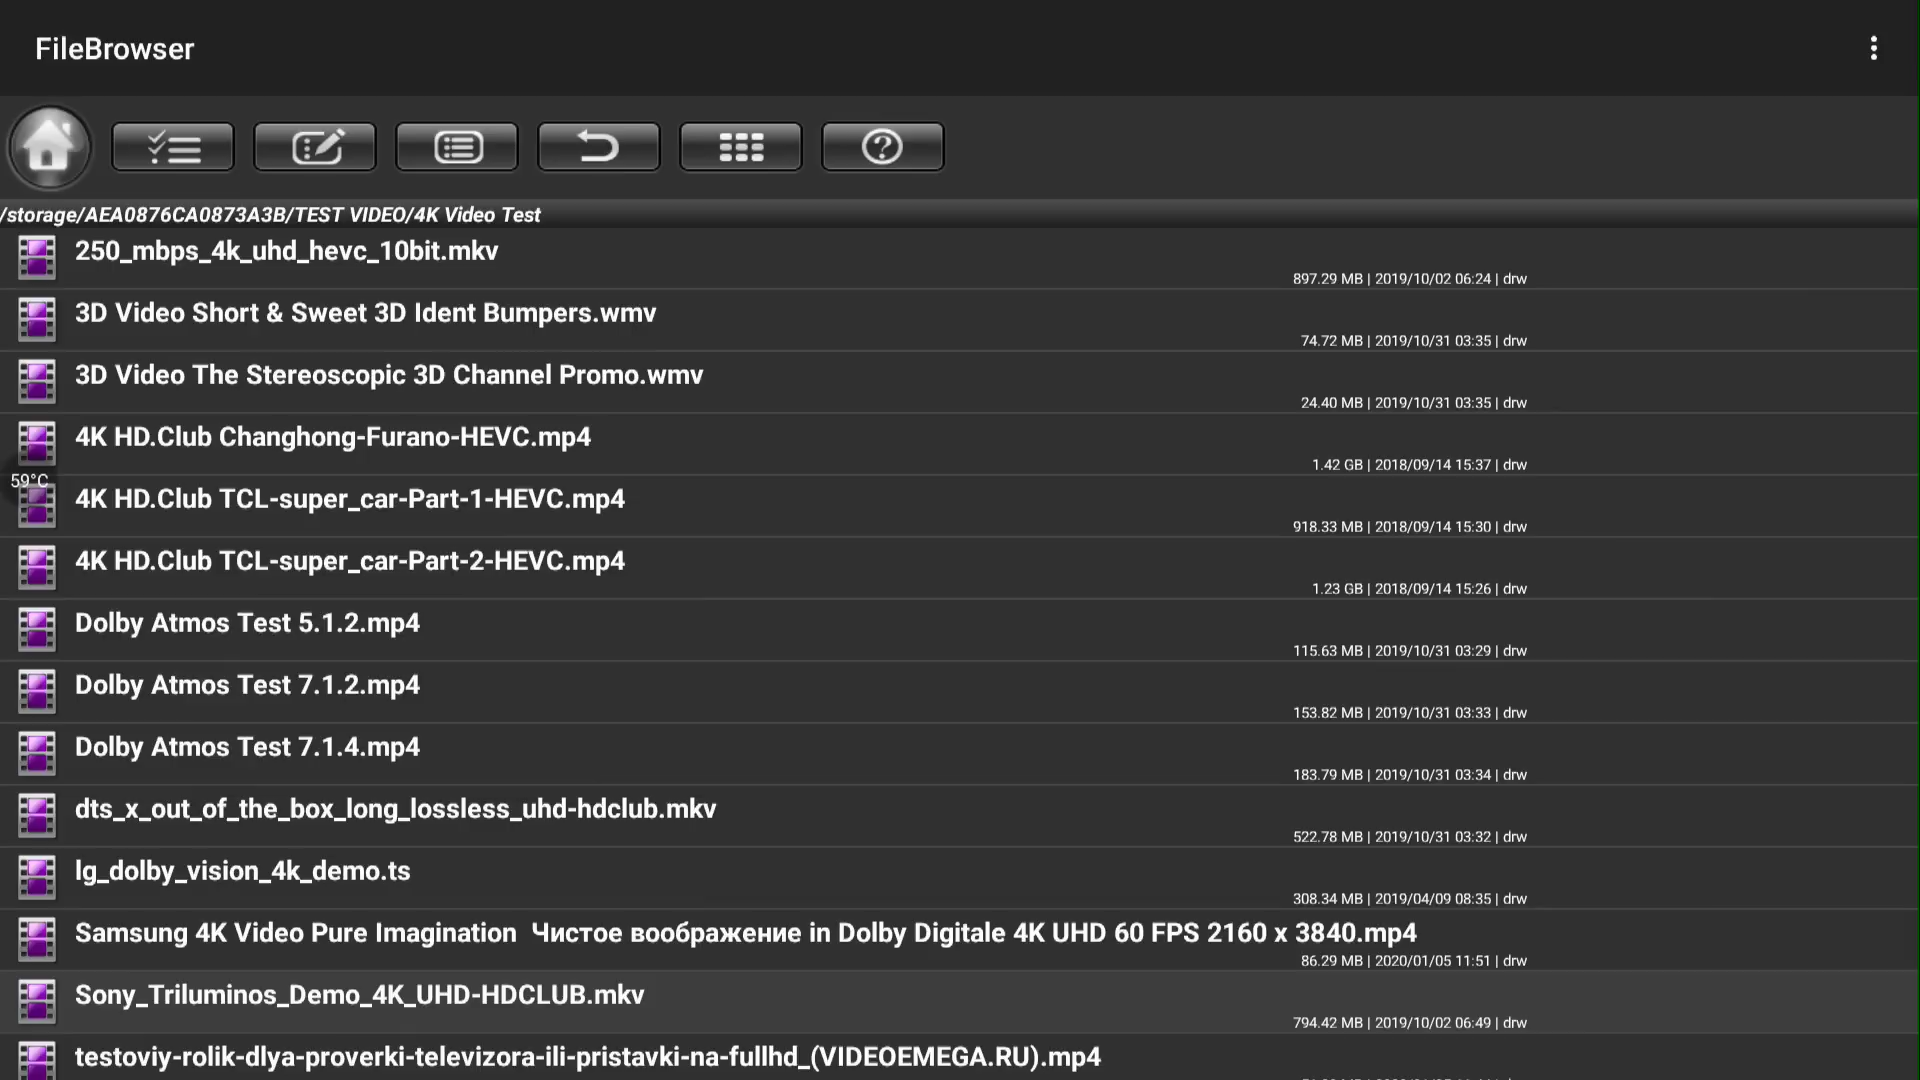 FileBrowser
/storage/AEA0876CA0873A3B/TEST VIDEO/4K Video Test
250_mbps_4k_uhd_hevc_10bit.mkv
897.29 MB | 2019/10/02 06:24 | drw
3D Video Short & Sweet 3D Ident Bumpers.wmv
74.72 MB | 2019/10/31 03:35 | drw
3D Video The Stereoscopic 3D Channel Promo.wmv
24.40 MB | 2019/10/31 03:35 | drw
4K HD.Club Changhong-Furano-HEVC.mp4
1.42 GB | 2018/09/14 15:37 | drw
59°C
4K HD.Club TCL-super_car-Part-1-HEVC.mp4
918.33 MB | 2018/09/14 15:30 | drw
4K HD.Club TCL-super_car-Part-2-HEVC.mp4
1.23 GB | 2018/09/14 15:26 | drw
Dolby Atmos Test 5.1.2.mp4
115.63 MB | 2019/10/31 03:29 | drw
Dolby Atmos Test 7.1.2.mp4
153.82 MB | 2019/10/31 03:33 | drw
Dolby Atmos Test 7.1.4.mp4
183.79 MB | 2019/10/31 03:34 | drw
dts_x_out_of_the_box_long_lossless_uhd-hdclub.mkv
522.78 MB | 2019/10/31 03:32 | drw
lg_dolby_vision_4k_demo.ts
308.34 MB | 2019/04/09 08:35 | drw
Samsung 4K Video Pure Imagination  Чистое воображение in Dolby Digitale 4K UHD 60 FPS 2160 x 3840.mp4
86.29 MB | 2020/01/05 11:51 | drw
Sony_Triluminos_Demo_4K_UHD-HDCLUB.mkv
794.42 MB | 2019/10/02 06:49 | drw
testoviy-rolik-dlya-proverki-televizora-ili-pristavki-na-fullhd_(VIDEOEMEGA.RU).mp4